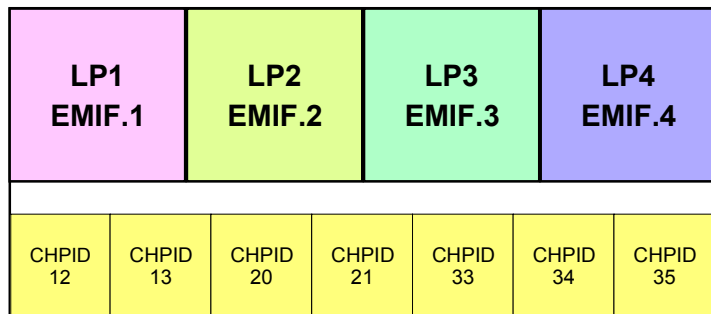 LP1
EMIF.1
LP2
EMIF.2
LP3
EMIF.3
LP4
EMIF.4
CHPID
12
CHPID
13
CHPID
20
CHPID
21
CHPID
33
CHPID
34
CHPID
35